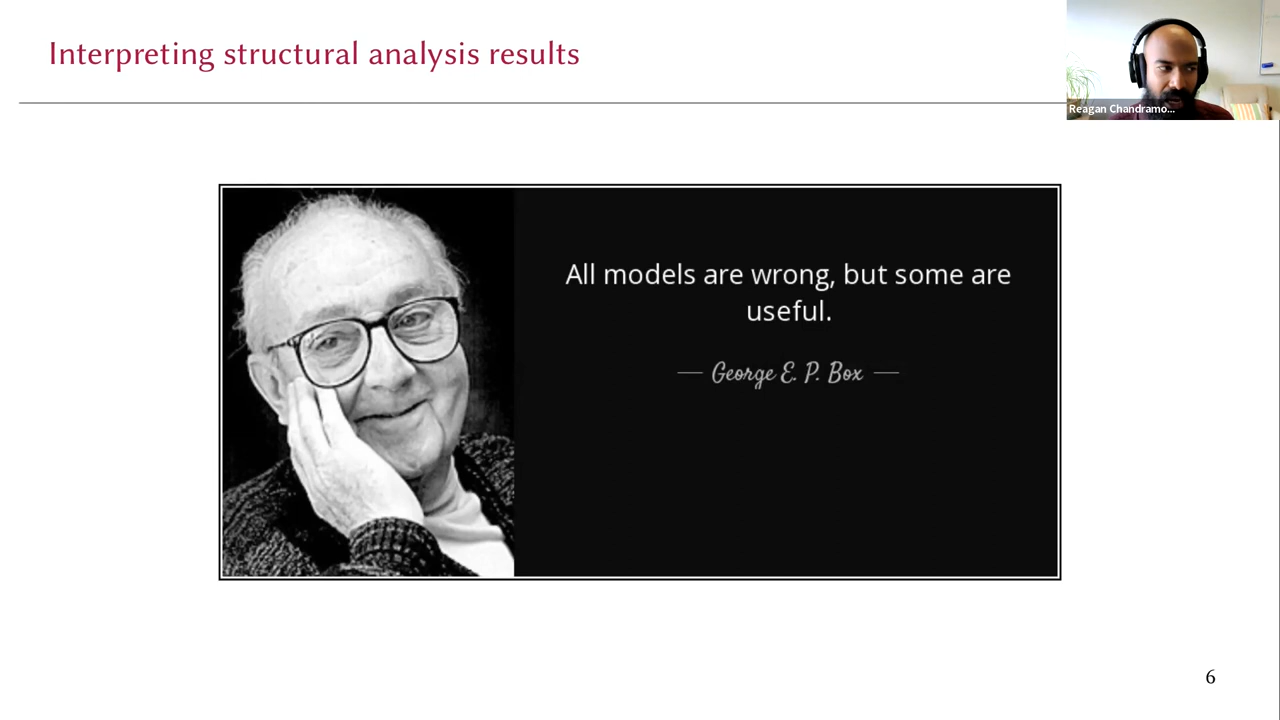 Interpreting structural analysis results
Reagan Chandramo...
All models are wrong, but some are
useful.
— George E. P. Box —
6